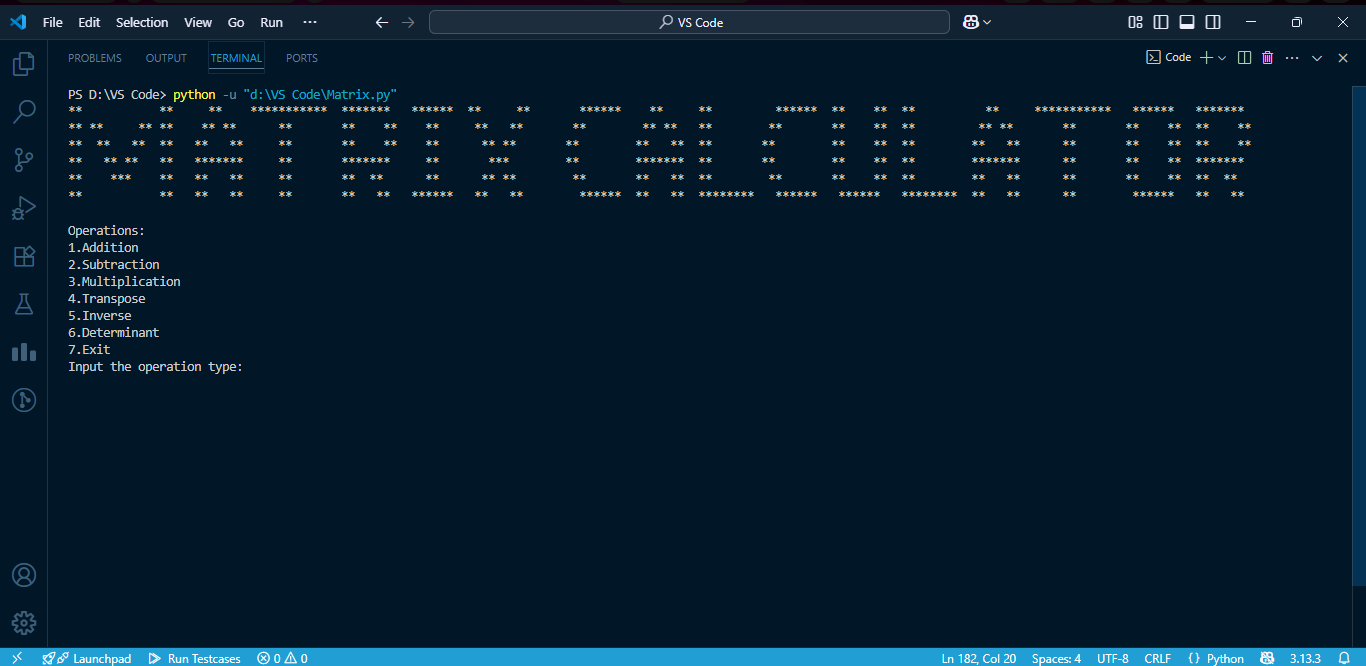 File Edit Selection View Go Run ··· VS Code
PROBLEMS OUTPUT TERMINAL PORTS Code
PS D:\VS Code> python -u "d:\VS Code\Matrix.py"
MATRIX CALCULATOR
Operations:
1.Addition
2.Subtraction
3.Multiplication
4.Transpose
5.Inverse
6.Determinant
7.Exit
Input the operation type:
Launchpad Run Testcases 0 0 Ln 182, Col 20 Spaces: 4 UTF-8 CRLF {} Python 3.13.3